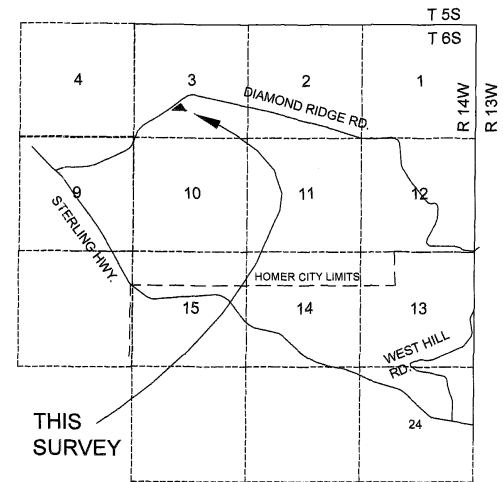 T 5S
T 6S
4
3
2
1
R 14W
R 13W
DIAMOND RIDGE RD.
9
10
11
12
STERLING HWY.
HOMER CITY LIMITS
15
14
13
WEST HILL
RD.
THIS
SURVEY
24